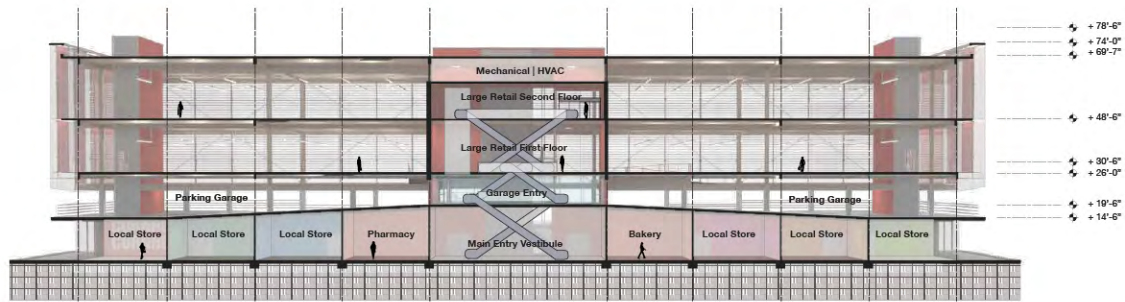 + 78'-6"
+ 74'-0"
+ 69'-7"
Mechanical | HVAC
Large Retail Second Floor
+ 48'-6"
Large Retail First Floor
+ 30'-6"
+ 26'-0"
Garage Entry
Parking Garage
Parking Garage
+ 19'-6"
+ 14'-6"
Local Store
Local Store
Local Store
Pharmacy
Main Entry Vestibule
Bakery
Local Store
Local Store
Local Store